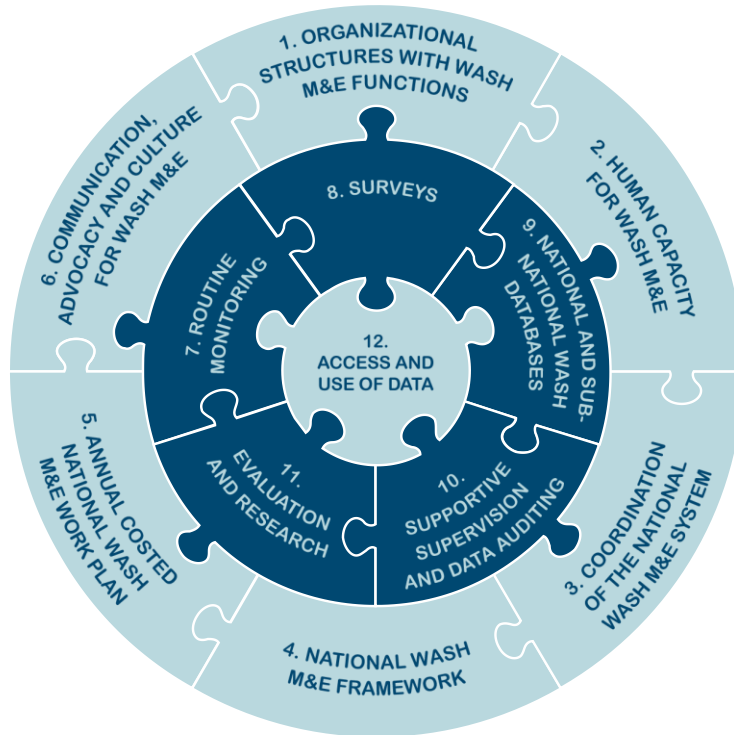 1. ORGANIZATIONAL
STRUCTURES WITH WASH
M&E FUNCTIONS
2. HUMAN CAPACITY
FOR WASH M&E
3. COORDINATION
OF THE NATIONAL
WASH M&E SYSTEM
4. NATIONAL WASH
M&E FRAMEWORK
5. ANNUAL COSTED
NATIONAL WASH
M&E WORK PLAN
6. COMMUNICATION,
ADVOCACY AND CULTURE
FOR WASH M&E
7. ROUTINE
MONITORING
8. SURVEYS
9. NATIONAL AND SUB-
NATIONAL WASH
DATABASES
10.
SUPPORTIVE
SUPERVISION
AND DATA AUDITING
11.
EVALUATION
AND RESEARCH
12.
ACCESS AND
USE OF DATA